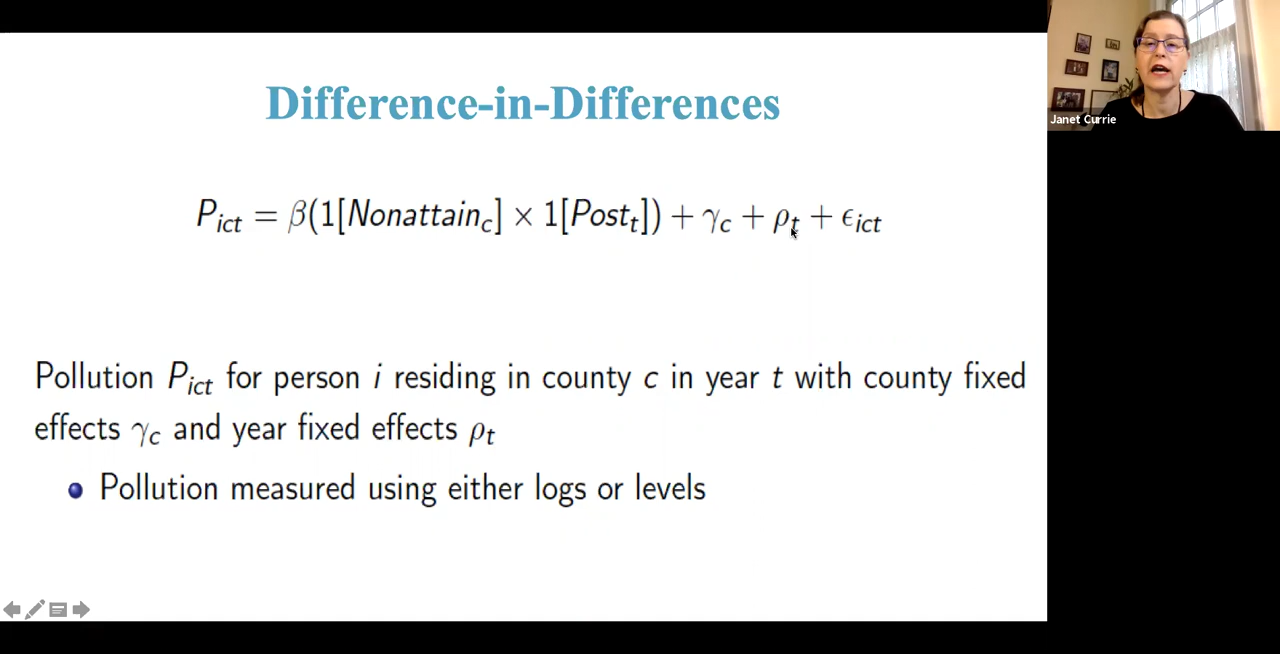 Difference-in-Differences
Janet Currie
P_ict = β(1[Nonattain_c] × 1[Post_t]) + γ_c + ρ_t + ϵ_ict
Pollution P_ict for person i residing in county c in year t with county fixed
effects γ_c and year fixed effects ρ_t
Pollution measured using either logs or levels